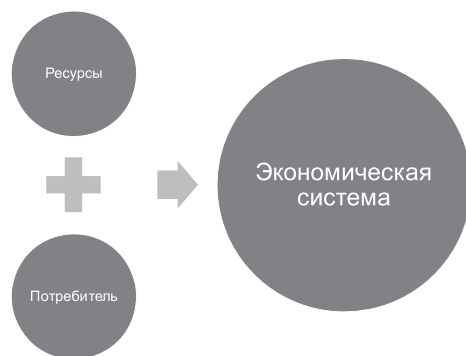 Ресурсы
Потребитель
Экономическая
система